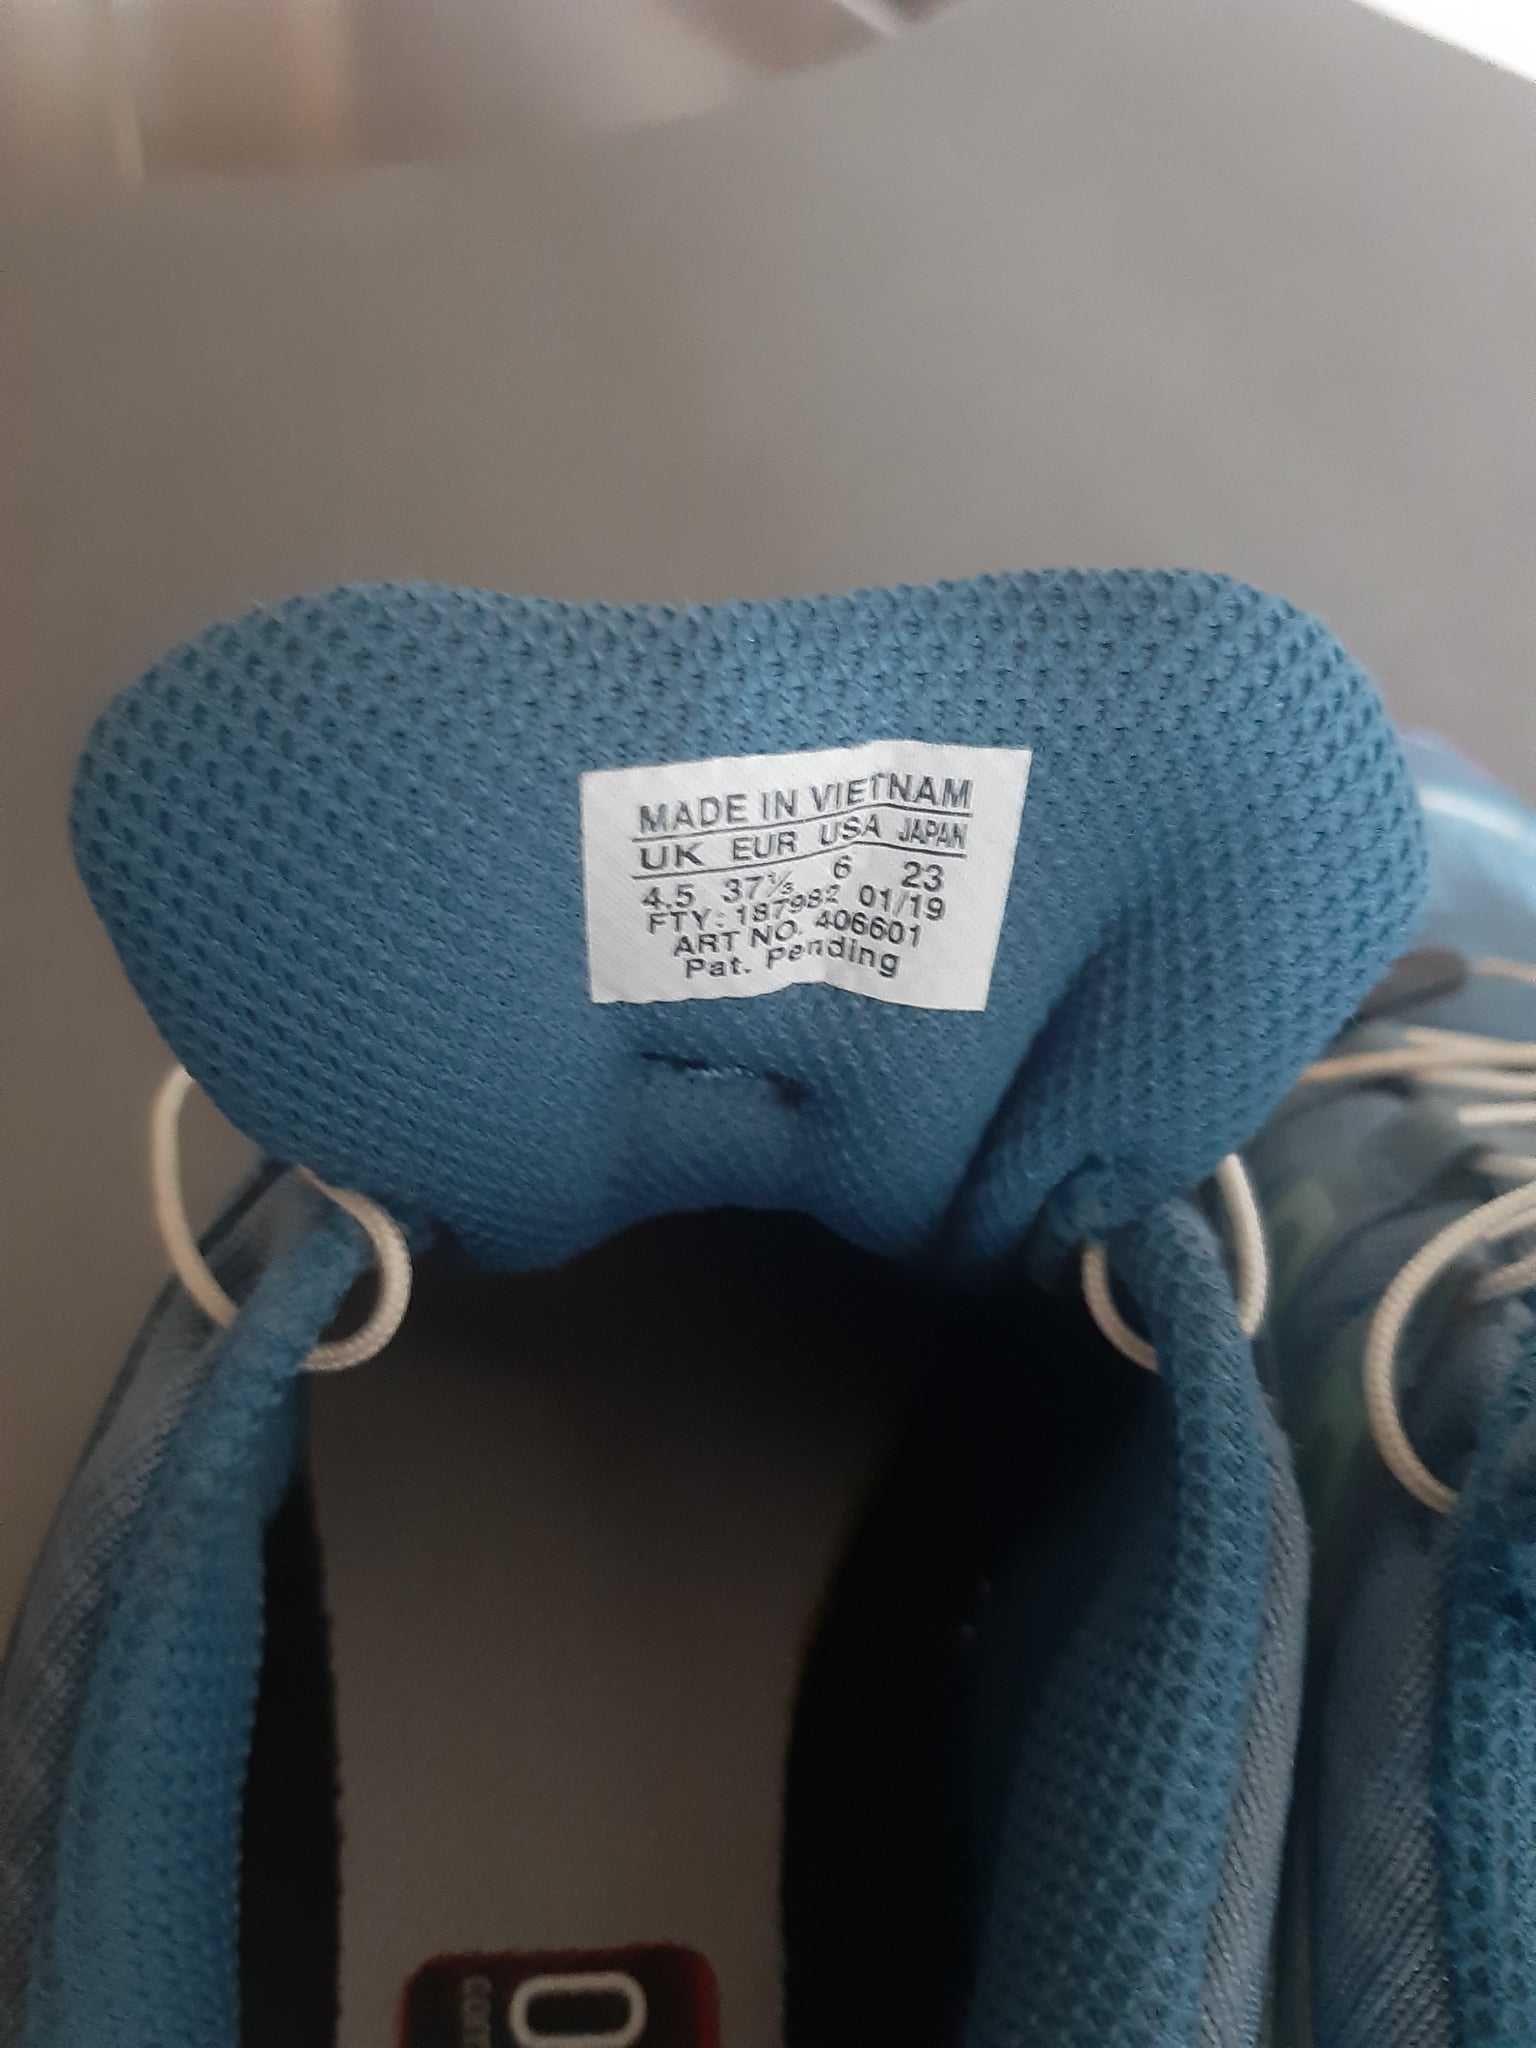 MADE IN VIETNAM
UK EUR USA JAPAN
4.5 37⅓ 6 23
FTY: 187982 01/19
ART NO. 406601
Pat. Pending